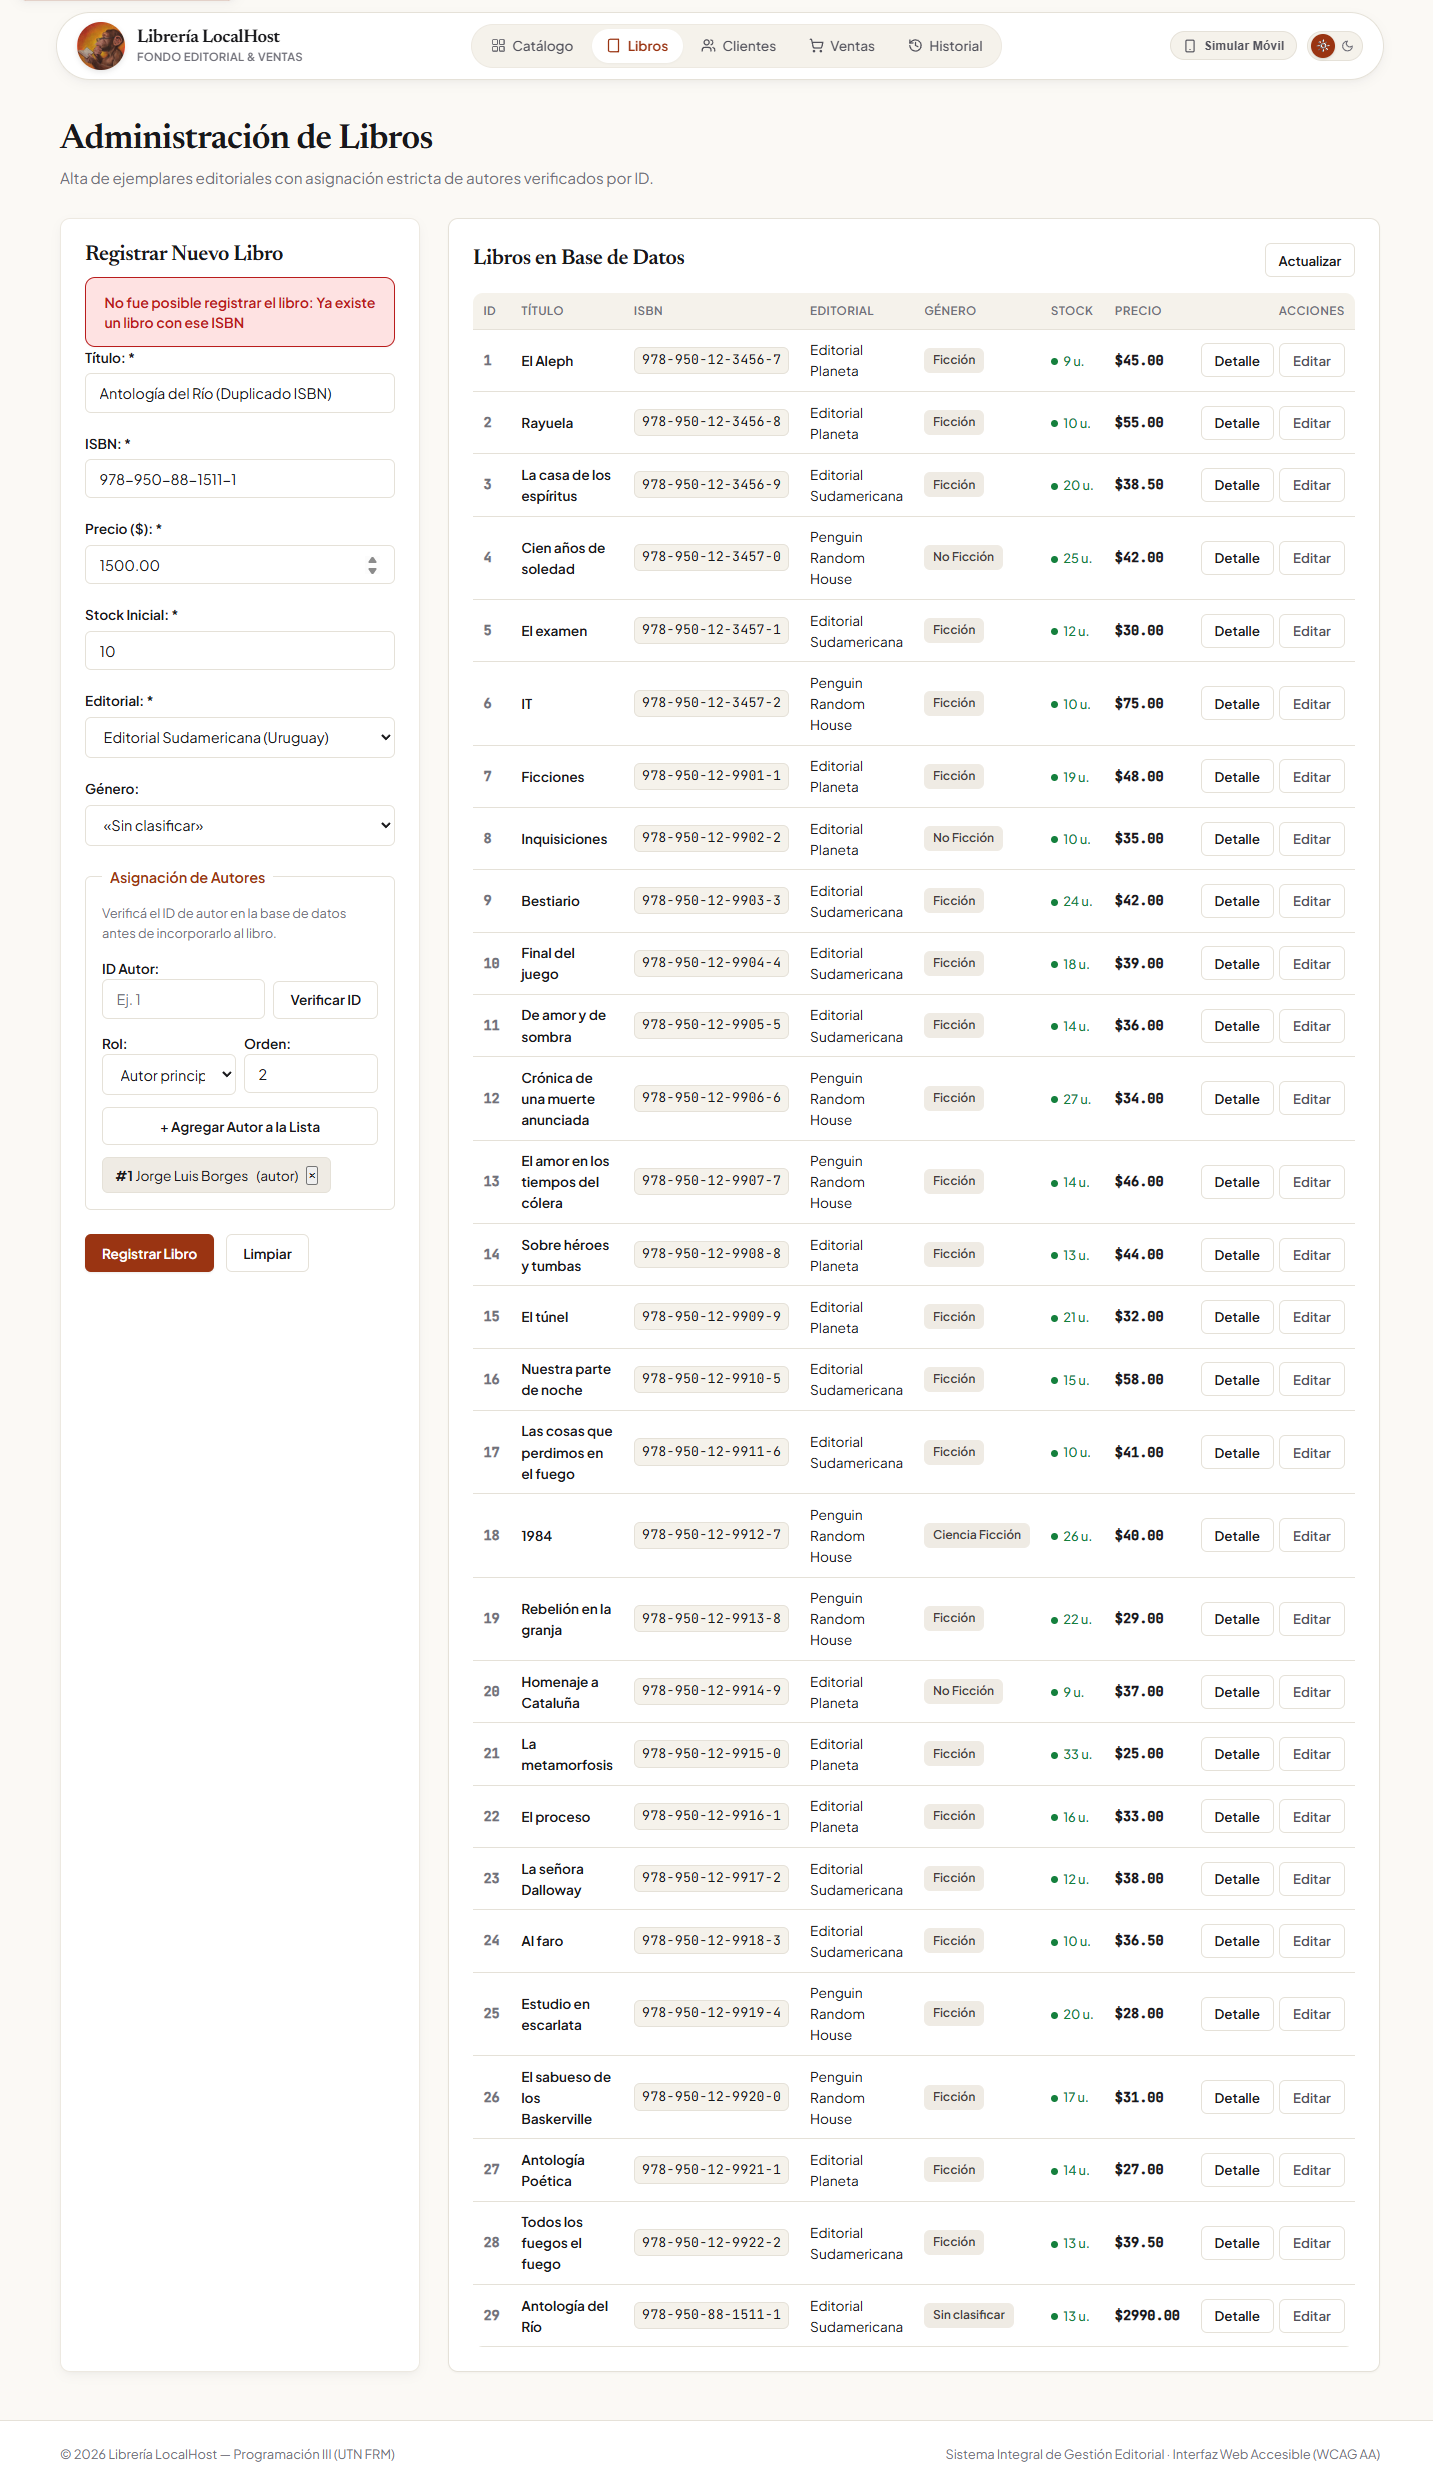 Librería LocalHost
FONDO EDITORIAL & VENTAS
Catálogo
Libros
Clientes
Ventas
Historial
Simular Móvil
Administración de Libros
Alta de ejemplares editoriales con asignación estricta de autores verificados por ID.
Registrar Nuevo Libro
No fue posible registrar el libro: Ya existe
un libro con ese ISBN
Título: *
Antología del Río (Duplicado ISBN)
ISBN: *
978-950-88-1511-1
Precio ($): *
1500.00
Stock Inicial: *
10
Editorial: *
Editorial Sudamericana (Uruguay)
Género:
«Sin clasificar»
Asignación de Autores
Verificá el ID de autor en la base de datos
antes de incorporarlo al libro.
ID Autor:
Ej. 1
Verificar ID
Rol: Orden:
Autor princip
2
+ Agregar Autor a la Lista
#1 Jorge Luis Borges (autor) ×
Registrar Libro
Limpiar
Libros en Base de Datos
Actualizar
ID TÍTULO ISBN EDITORIAL GÉNERO STOCK PRECIO ACCIONES
1 El Aleph 978-950-12-3456-7 Editorial Planeta Ficción 9 u. $45.00 Detalle Editar
2 Rayuela 978-950-12-3456-8 Editorial Planeta Ficción 10 u. $55.00 Detalle Editar
3 La casa de los espíritus 978-950-12-3456-9 Editorial Sudamericana Ficción 20 u. $38.50 Detalle Editar
4 Cien años de soledad 978-950-12-3457-0 Penguin Random House No Ficción 25 u. $42.00 Detalle Editar
5 El examen 978-950-12-3457-1 Editorial Sudamericana Ficción 12 u. $30.00 Detalle Editar
6 IT 978-950-12-3457-2 Penguin Random House Ficción 10 u. $75.00 Detalle Editar
7 Ficciones 978-950-12-9901-1 Editorial Planeta Ficción 19 u. $48.00 Detalle Editar
8 Inquisiciones 978-950-12-9902-2 Editorial Planeta No Ficción 10 u. $35.00 Detalle Editar
9 Bestiario 978-950-12-9903-3 Editorial Sudamericana Ficción 24 u. $42.00 Detalle Editar
10 Final del juego 978-950-12-9904-4 Editorial Sudamericana Ficción 18 u. $39.00 Detalle Editar
11 De amor y de sombra 978-950-12-9905-5 Editorial Sudamericana Ficción 14 u. $36.00 Detalle Editar
12 Crónica de una muerte anunciada 978-950-12-9906-6 Penguin Random House Ficción 27 u. $34.00 Detalle Editar
13 El amor en los tiempos del cólera 978-950-12-9907-7 Penguin Random House Ficción 14 u. $46.00 Detalle Editar
14 Sobre héroes y tumbas 978-950-12-9908-8 Editorial Planeta Ficción 13 u. $44.00 Detalle Editar
15 El túnel 978-950-12-9909-9 Editorial Planeta Ficción 21 u. $32.00 Detalle Editar
16 Nuestra parte de noche 978-950-12-9910-5 Editorial Sudamericana Ficción 15 u. $58.00 Detalle Editar
17 Las cosas que perdimos en el fuego 978-950-12-9911-6 Editorial Sudamericana Ficción 10 u. $41.00 Detalle Editar
18 1984 978-950-12-9912-7 Penguin Random House Ciencia Ficción 26 u. $40.00 Detalle Editar
19 Rebelión en la granja 978-950-12-9913-8 Penguin Random House Ficción 22 u. $29.00 Detalle Editar
20 Homenaje a Cataluña 978-950-12-9914-9 Editorial Planeta No Ficción 9 u. $37.00 Detalle Editar
21 La metamorfosis 978-950-12-9915-0 Editorial Planeta Ficción 33 u. $25.00 Detalle Editar
22 El proceso 978-950-12-9916-1 Editorial Planeta Ficción 16 u. $33.00 Detalle Editar
23 La señora Dalloway 978-950-12-9917-2 Editorial Sudamericana Ficción 12 u. $38.00 Detalle Editar
24 Al faro 978-950-12-9918-3 Editorial Sudamericana Ficción 10 u. $36.50 Detalle Editar
25 Estudio en escarlata 978-950-12-9919-4 Penguin Random House Ficción 20 u. $28.00 Detalle Editar
26 El sabueso de los Baskerville 978-950-12-9920-0 Penguin Random House Ficción 17 u. $31.00 Detalle Editar
27 Antología Poética 978-950-12-9921-1 Editorial Planeta Ficción 14 u. $27.00 Detalle Editar
28 Todos los fuegos el fuego 978-950-12-9922-2 Editorial Sudamericana Ficción 13 u. $39.50 Detalle Editar
29 Antología del Río 978-950-88-1511-1 Editorial Sudamericana Sin clasificar 13 u. $2990.00 Detalle Editar
© 2026 Librería LocalHost — Programación III (UTN FRM)
Sistema Integral de Gestión Editorial · Interfaz Web Accesible (WCAG AA)